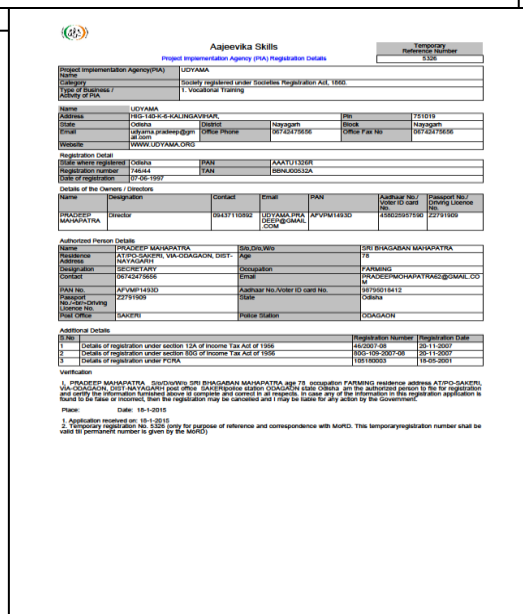 Aajeevika Skills
Temporary
Reference Number
Project Implementation Agency (PIA) Registration Details
5326
Project Implementation Agency(PIA) Name UDYAMA
Category Society registered under Societies Registration Act, 1860.
Type of Business / Activity of PIA 1. Vocational Training
Name UDYAMA
Address HIG-140-K-6-KALINGAVIHAR, Pin 751019
State Odisha District Nayagarh Block Nayagarh
Email udyama.pradeep@gmail.com Office Phone 06742475656 Office Fax No 06742475656
Website WWW.UDYAMA.ORG
Registration Detail
State where registered Odisha PAN AAATU1326R
Registration number 746/44 TAN BBNU00532A
Date of registration 07-06-1997
Details of the Owners / Directors
Name Designation Contact Email PAN Aadhaar No./ Voter ID card No. Passport No./ Driving Licence No.
PRADEEP MAHAPATRA Director 09437110892 UDYAMA.PRADEEP@GMAIL.COM AFVPM1493D 458025957590 Z2791909
Authorized Person Details
Name PRADEEP MAHAPATRA S/o,D/o,W/o SRI BHAGABAN MAHAPATRA
Residence Address AT/PO-SAKERI, VIA-ODAGAON, DIST-NAYAGARH Age 78
Designation SECRETARY Occupation FARMING
Contact 06742475656 Email PRADEEPMOHAPATRA62@GMAIL.COM
PAN No. AFVMP1493D Aadhaar No./Voter ID card No. 98795018412
Passport No./<br/>Driving Licence No. Z2791909 State Odisha
Post Office SAKERI Police Station ODAGAON
Additional Details
S.No Registration Number Registration Date
1 Details of registration under section 12A of Income Tax Act of 1956 46/2007-08 20-11-2007
2 Details of registration under section 80G of Income Tax Act of 1956 80G-109-2007-08 20-11-2007
3 Details of registration under FCRA 105180003 18-05-2001
Verification
I, PRADEEP MAHAPATRA S/o/D/o/W/o SRI BHAGABAN MAHAPATRA age 78 occupation FARMING residence address AT/PO-SAKERI,
VIA-ODAGAON, DIST-NAYAGARH post office SAKERIpolice station ODAGAON state Odisha am the authorized person to file for registration
and certify the information furnished above id complete and correct in all respects. In case any of the information in this registration application is
found to be false or incorrect, then the registration may be cancelled and I may be liable for any action by the Government.
Place: Date: 18-1-2015
1. Application received on: 18-1-2015
2. Temporary registration No. 5326 (only for purpose of reference and correspondence with MoRD. This temporaryregistration number shall be
valid till permanent number is given by the MoRD)